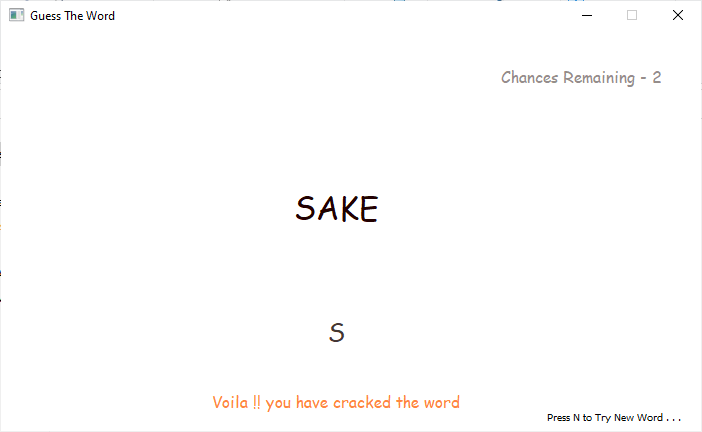 Guess The Word
Chances Remaining - 2
SAKE
S
Voila !! you have cracked the word
Press N to Try New Word . . .